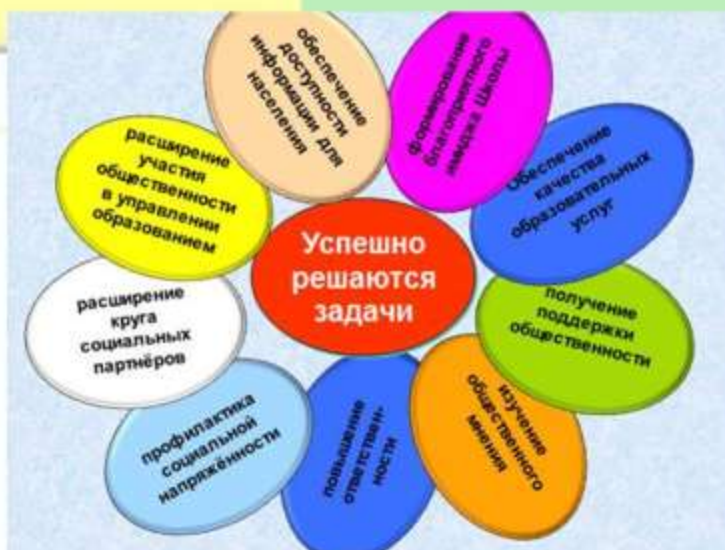 Успешно
решаются
задачи
обеспечение
доступности
информации для
населения
формирование
благоприятного
имиджа Школы
Обеспечение
качества
образовательных
услуг
получение
поддержки
общественности
изучение
общественного
мнения
повышение
ответствен-
ности
профилактика
социальной
напряжённости
расширение
круга
социальных
партнёров
расширение
участия
общественности
в управлении
образованием